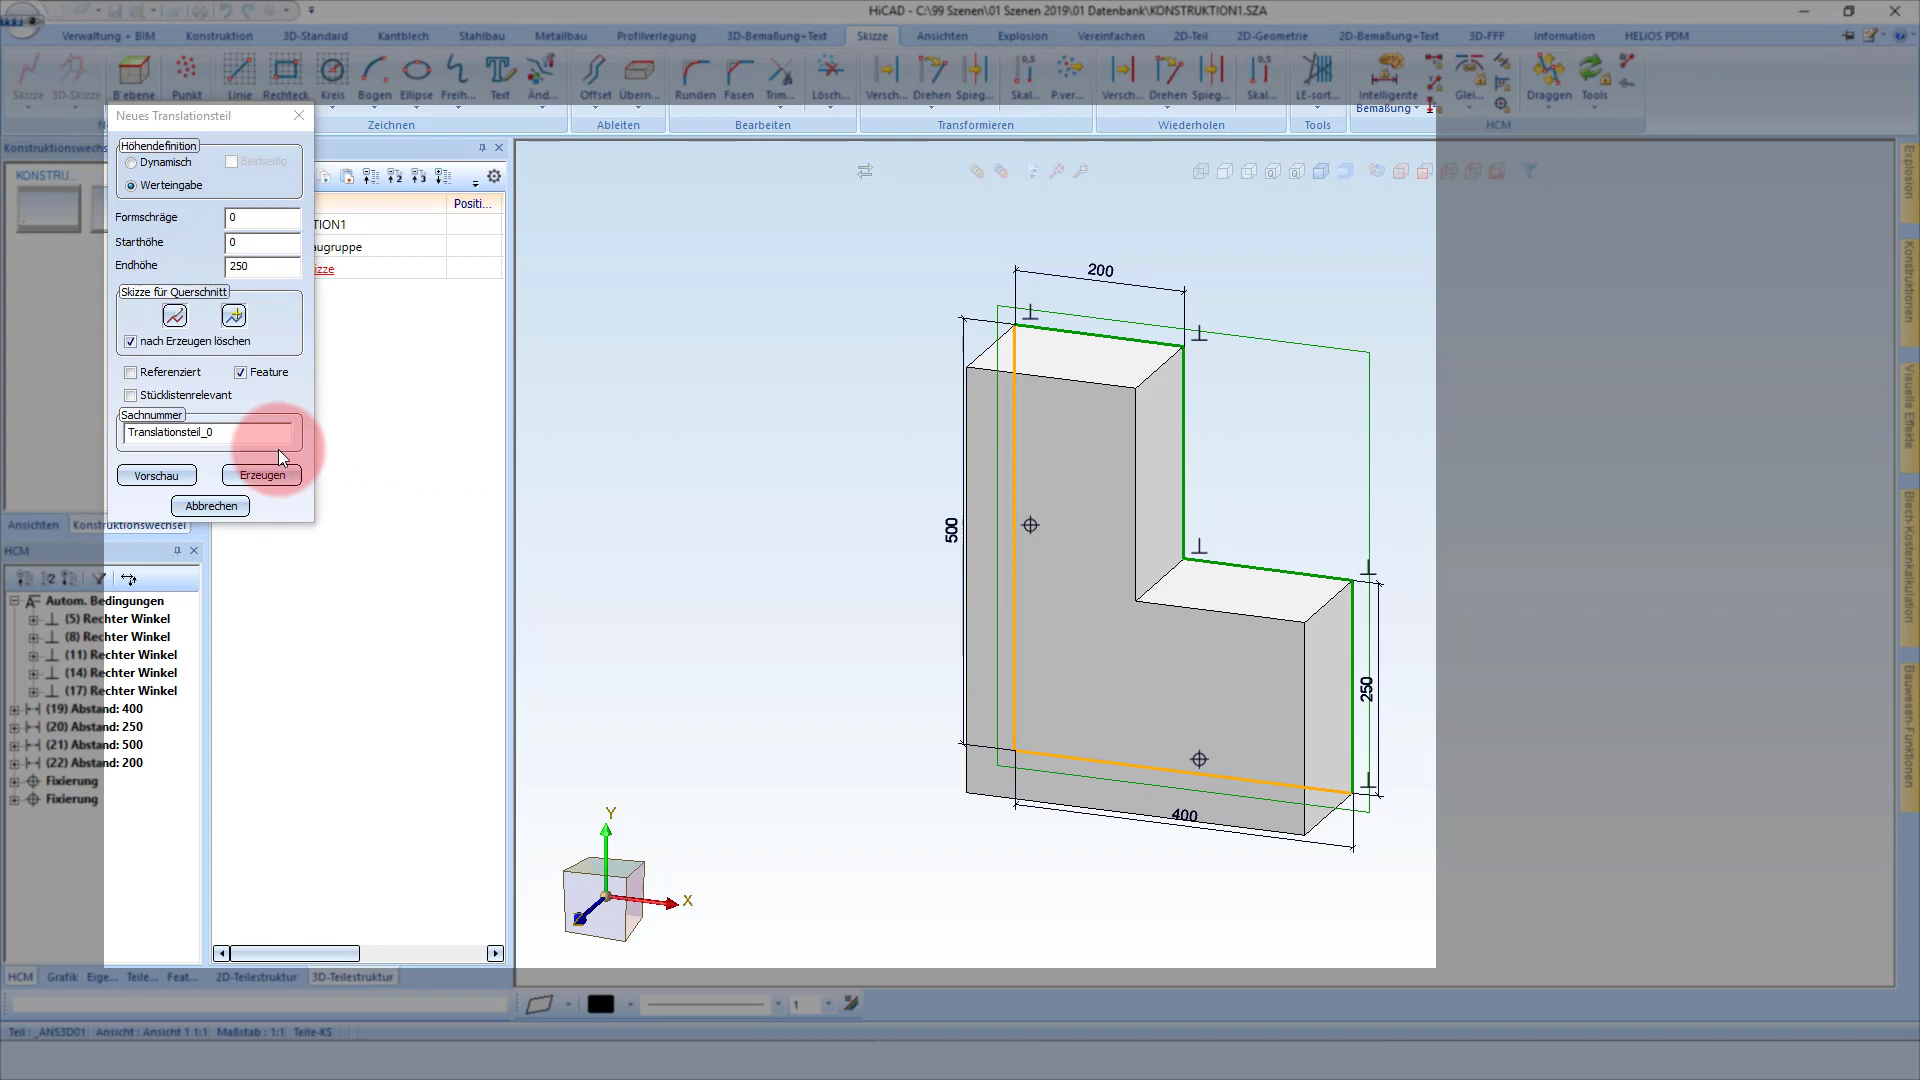 HiCAD - C:\99 Szenen\01 Szenen 2019\01 Datenbank\KONSTRUKTION1.SZA
Verwaltung + BIM Konstruktion 3D-Standard Kantblech Stahlbau Metallbau Profilverlegung 3D-Bemaßung+Text Skizze Ansichten Explosion Vereinfachen 2D-Teil 2D-Geometrie 2D-Bemaßung+Text 3D-FFF Information HELiOS PDM
Skizze 3D-Skizze B'ebene Punkt Linie Rechteck Kreis Bogen Ellipse Freih... Text Änd... Offset Übern... Runden Fasen Trim... Lösch... Versch... Drehen Spieg... Skal... P.ver... Versch... Drehen Spieg... Skal... LE-sort... Intelligente Bemaßung Glei... Draggen Tools
Zeichnen Ableiten Bearbeiten Transformieren Wiederholen Tools HCM
Neues Translationsteil
Höhendefinition
Dynamisch Beidseitig
Werteingabe
Formschräge 0
Starthöhe 0
Endhöhe 250
Skizze für Querschnitt
nach Erzeugen löschen
Referenziert Feature
Stücklistenrelevant
Sachnummer
Translationsteil_0
Vorschau Erzeugen
Abbrechen
Konstruktionswechs
KONSTRU...
Positi...
TION1
augruppe
izze
Ansichten Konstruktionswechsel
HCM
Autom. Bedingungen
(5) Rechter Winkel
(8) Rechter Winkel
(11) Rechter Winkel
(14) Rechter Winkel
(17) Rechter Winkel
(19) Abstand: 400
(20) Abstand: 250
(21) Abstand: 500
(22) Abstand: 200
Fixierung
Fixierung
200
500
250
400
Y
X
Explosion
Konstruktionen
Visuelle Effekte
Blech-Kostenkalkulation
Bauwesen-Funktionen
HCM Grafik Eige... Teile... Feat... 2D-Teilestruktur 3D-Teilestruktur
1
Teil :_ANS3D01 Ansicht : Ansicht 1 1:1 Maßstab : 1:1 Teile-KS